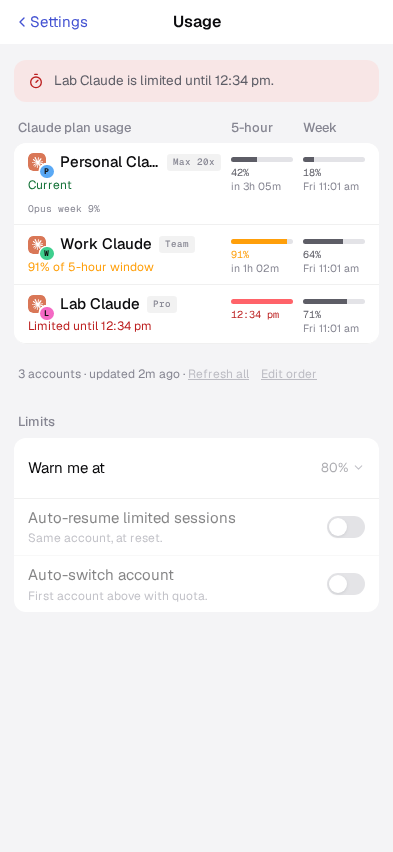 Settings
Usage
Lab Claude is limited until 12:34 pm.
Claude plan usage 5-hour Week
Personal Cla... Max 20x
P
Current
Opus week 9%
42%
in 3h 05m
18%
Fri 11:01 am
Work Claude Team
W
91% of 5-hour window
91%
in 1h 02m
64%
Fri 11:01 am
Lab Claude Pro
L
Limited until 12:34 pm
12:34 pm
71%
Fri 11:01 am
3 accounts · updated 2m ago · Refresh all Edit order
Limits
Warn me at 80%
Auto-resume limited sessions
Same account, at reset.
Auto-switch account
First account above with quota.